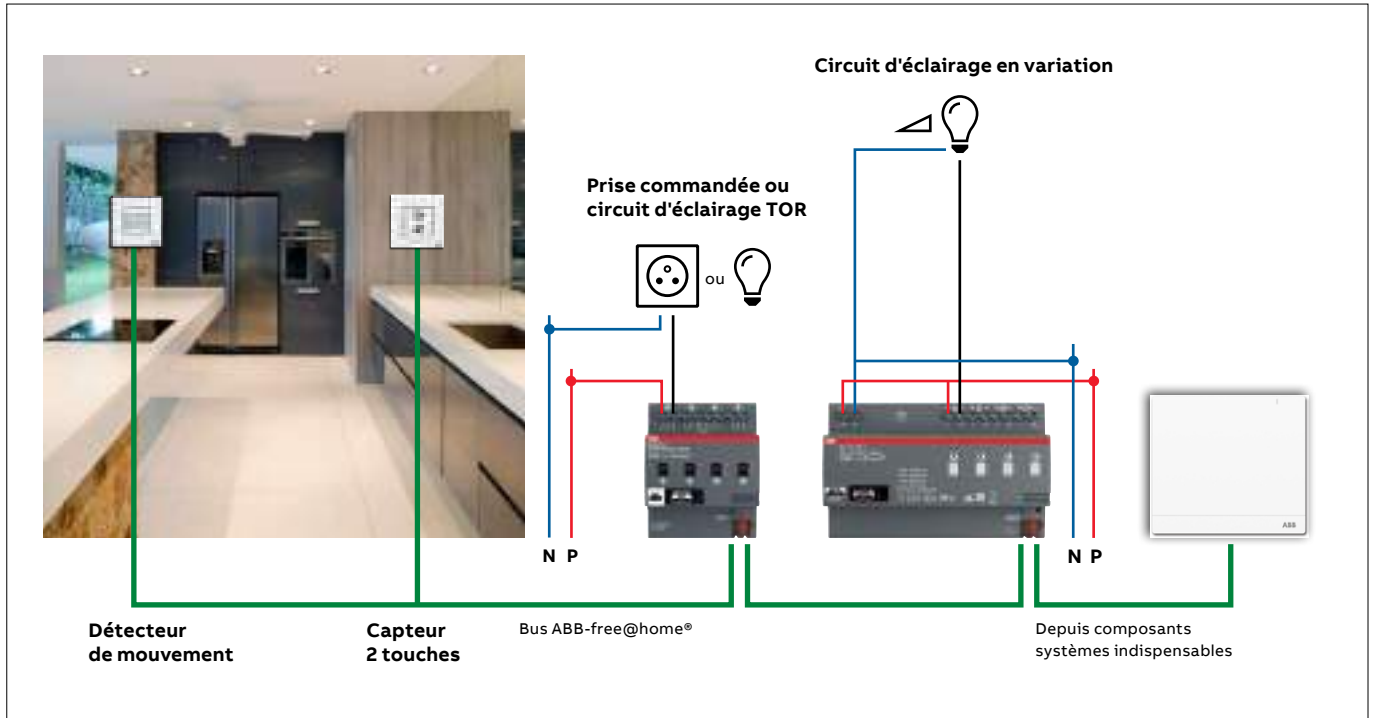 Circuit d'éclairage en variation
Prise commandée ou
circuit d'éclairage TOR
ou
N P
N P
ABB
Détecteur
de mouvement
Capteur
2 touches
Bus ABB-free@home®
Depuis composants
systèmes indispensables